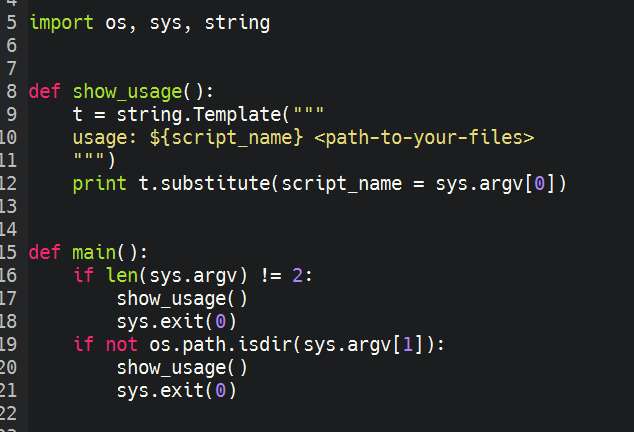 5 import os, sys, string
6
7
8 def show_usage():
9     t = string.Template("""
10     usage: ${script_name} <path-to-your-files>
11     """)
12     print t.substitute(script_name = sys.argv[0])
13
14
15 def main():
16     if len(sys.argv) != 2:
17         show_usage()
18         sys.exit(0)
19     if not os.path.isdir(sys.argv[1]):
20         show_usage()
21         sys.exit(0)
22